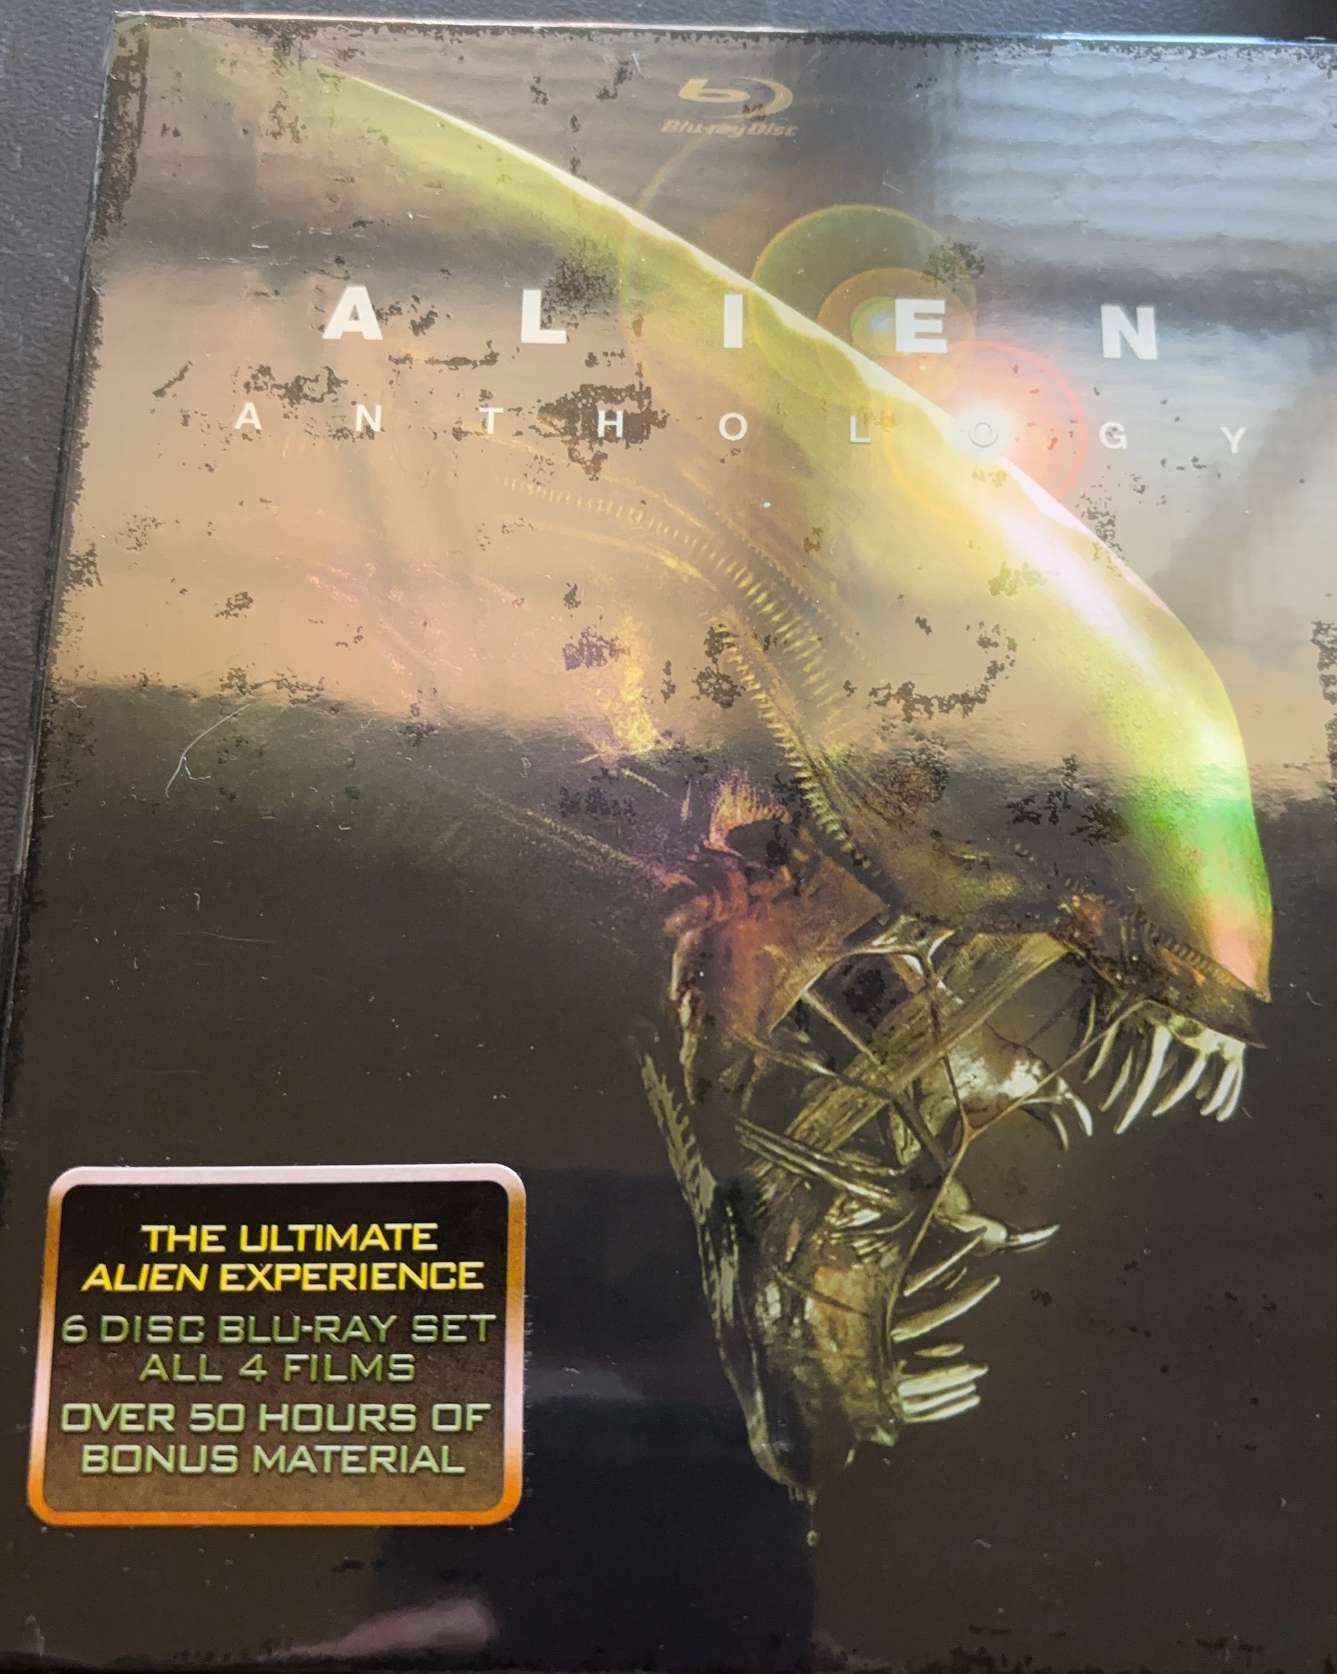 Blu-ray Disc
ALIEN
ANTHOLOGY
THE ULTIMATE
ALIEN EXPERIENCE
6 DISC BLU-RAY SET
ALL 4 FILMS
OVER 50 HOURS OF
BONUS MATERIAL